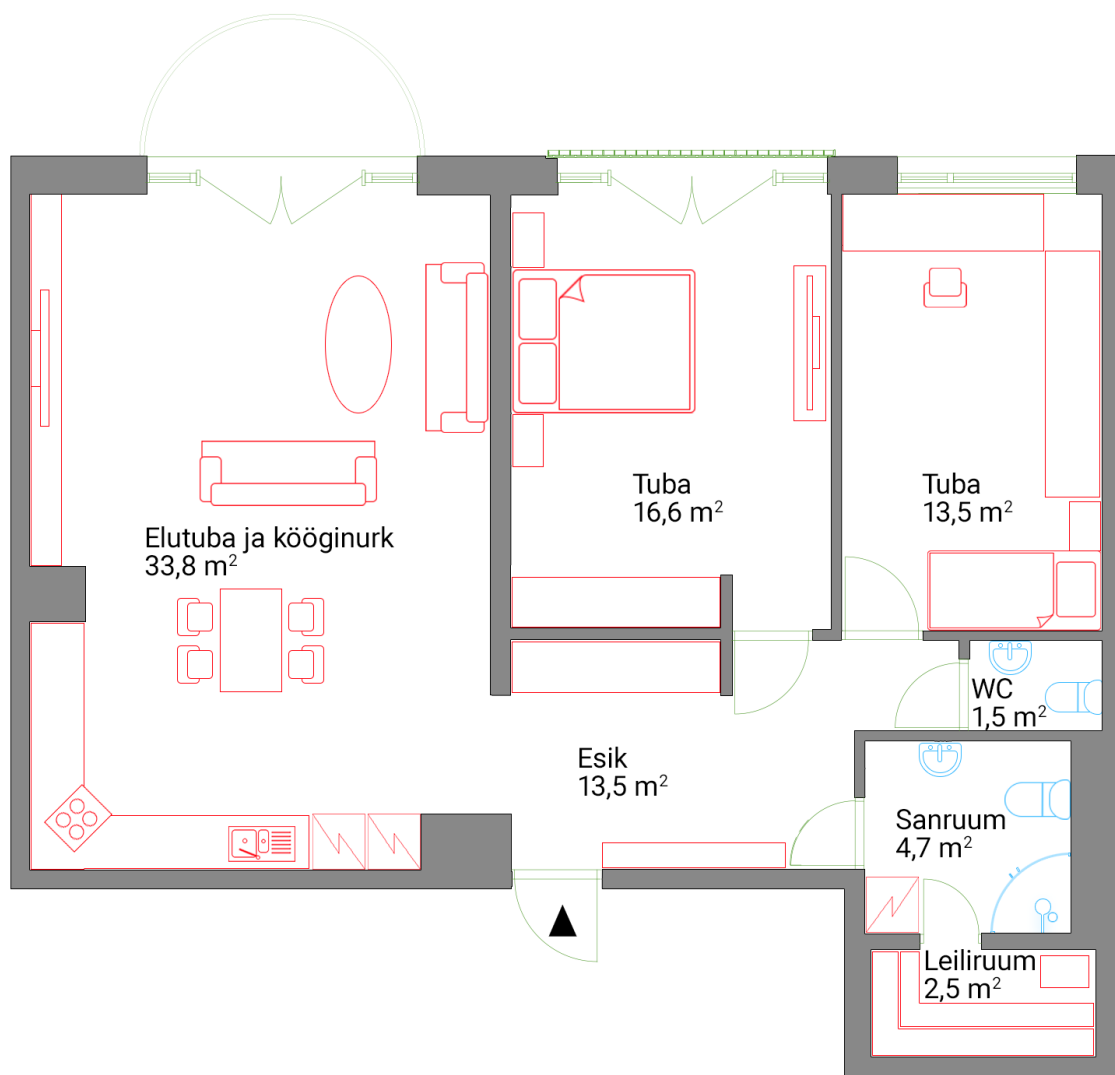 Tuba
16,6 m²
Tuba
13,5 m²
Elutuba ja kööginurk
33,8 m²
WC
1,5 m²
Esik
13,5 m²
Sanruum
4,7 m²
Leiliruum
2,5 m²